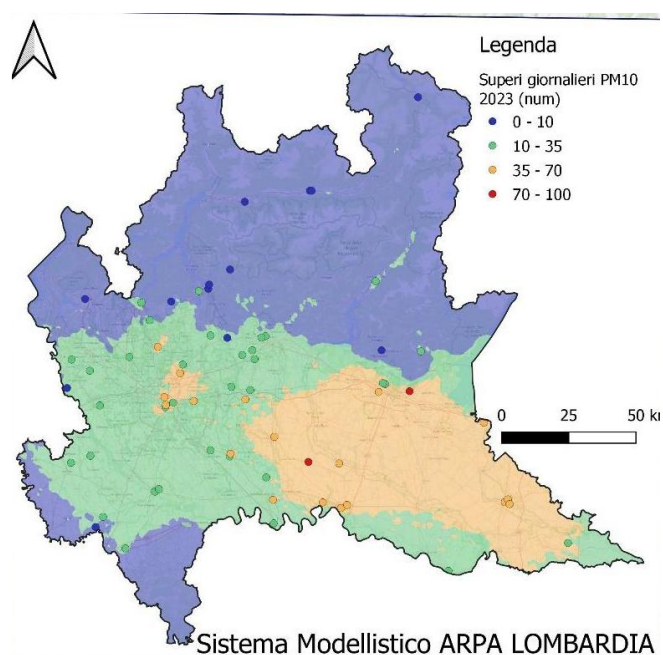 Legenda
Superi giornalieri PM10
2023 (num)
0 - 10
10 - 35
35 - 70
70 - 100
0 25 50 k
Sistema Modellistico ARPA LOMBARDIA